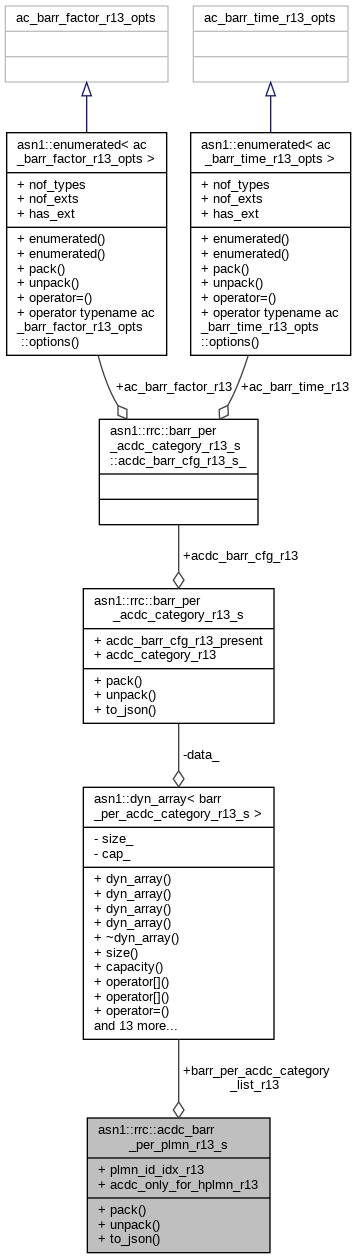 ac_barr_factor_r13_opts
ac_barr_time_r13_opts
asn1::enumerated< ac
_barr_factor_r13_opts >
+ nof_types
+ nof_exts
+ has_ext
+ enumerated()
+ enumerated()
+ pack()
+ unpack()
+ operator=()
+ operator typename ac
_barr_factor_r13_opts
::options()
asn1::enumerated< ac
_barr_time_r13_opts >
+ nof_types
+ nof_exts
+ has_ext
+ enumerated()
+ enumerated()
+ pack()
+ unpack()
+ operator=()
+ operator typename ac
_barr_time_r13_opts
::options()
+ac_barr_factor_r13
+ac_barr_time_r13
asn1::rrc::barr_per
_acdc_category_r13_s
::acdc_barr_cfg_r13_s_
+acdc_barr_cfg_r13
asn1::rrc::barr_per
_acdc_category_r13_s
+ acdc_barr_cfg_r13_present
+ acdc_category_r13
+ pack()
+ unpack()
+ to_json()
-data_
asn1::dyn_array< barr
_per_acdc_category_r13_s >
- size_
- cap_
+ dyn_array()
+ dyn_array()
+ dyn_array()
+ dyn_array()
+ ~dyn_array()
+ size()
+ capacity()
+ operator[]()
+ operator[]()
+ operator=()
and 13 more...
+barr_per_acdc_category
_list_r13
asn1::rrc::acdc_barr
_per_plmn_r13_s
+ plmn_id_idx_r13
+ acdc_only_for_hplmn_r13
+ pack()
+ unpack()
+ to_json()